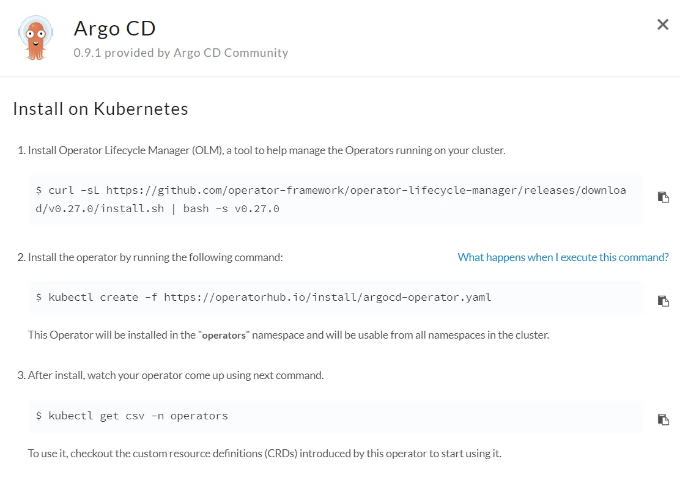 Argo CD
0.9.1 provided by Argo CD Community
Install on Kubernetes
1. Install Operator Lifecycle Manager (OLM), a tool to help manage the Operators running on your cluster.
$ curl -sL https://github.com/operator-framework/operator-lifecycle-manager/releases/downloa
d/v0.27.0/install.sh | bash -s v0.27.0
2. Install the operator by running the following command: What happens when I execute this command?
$ kubectl create -f https://operatorhub.io/install/argocd-operator.yaml
This Operator will be installed in the "operators" namespace and will be usable from all namespaces in the cluster.
3. After install, watch your operator come up using next command.
$ kubectl get csv -n operators
To use it, checkout the custom resource definitions (CRDs) introduced by this operator to start using it.